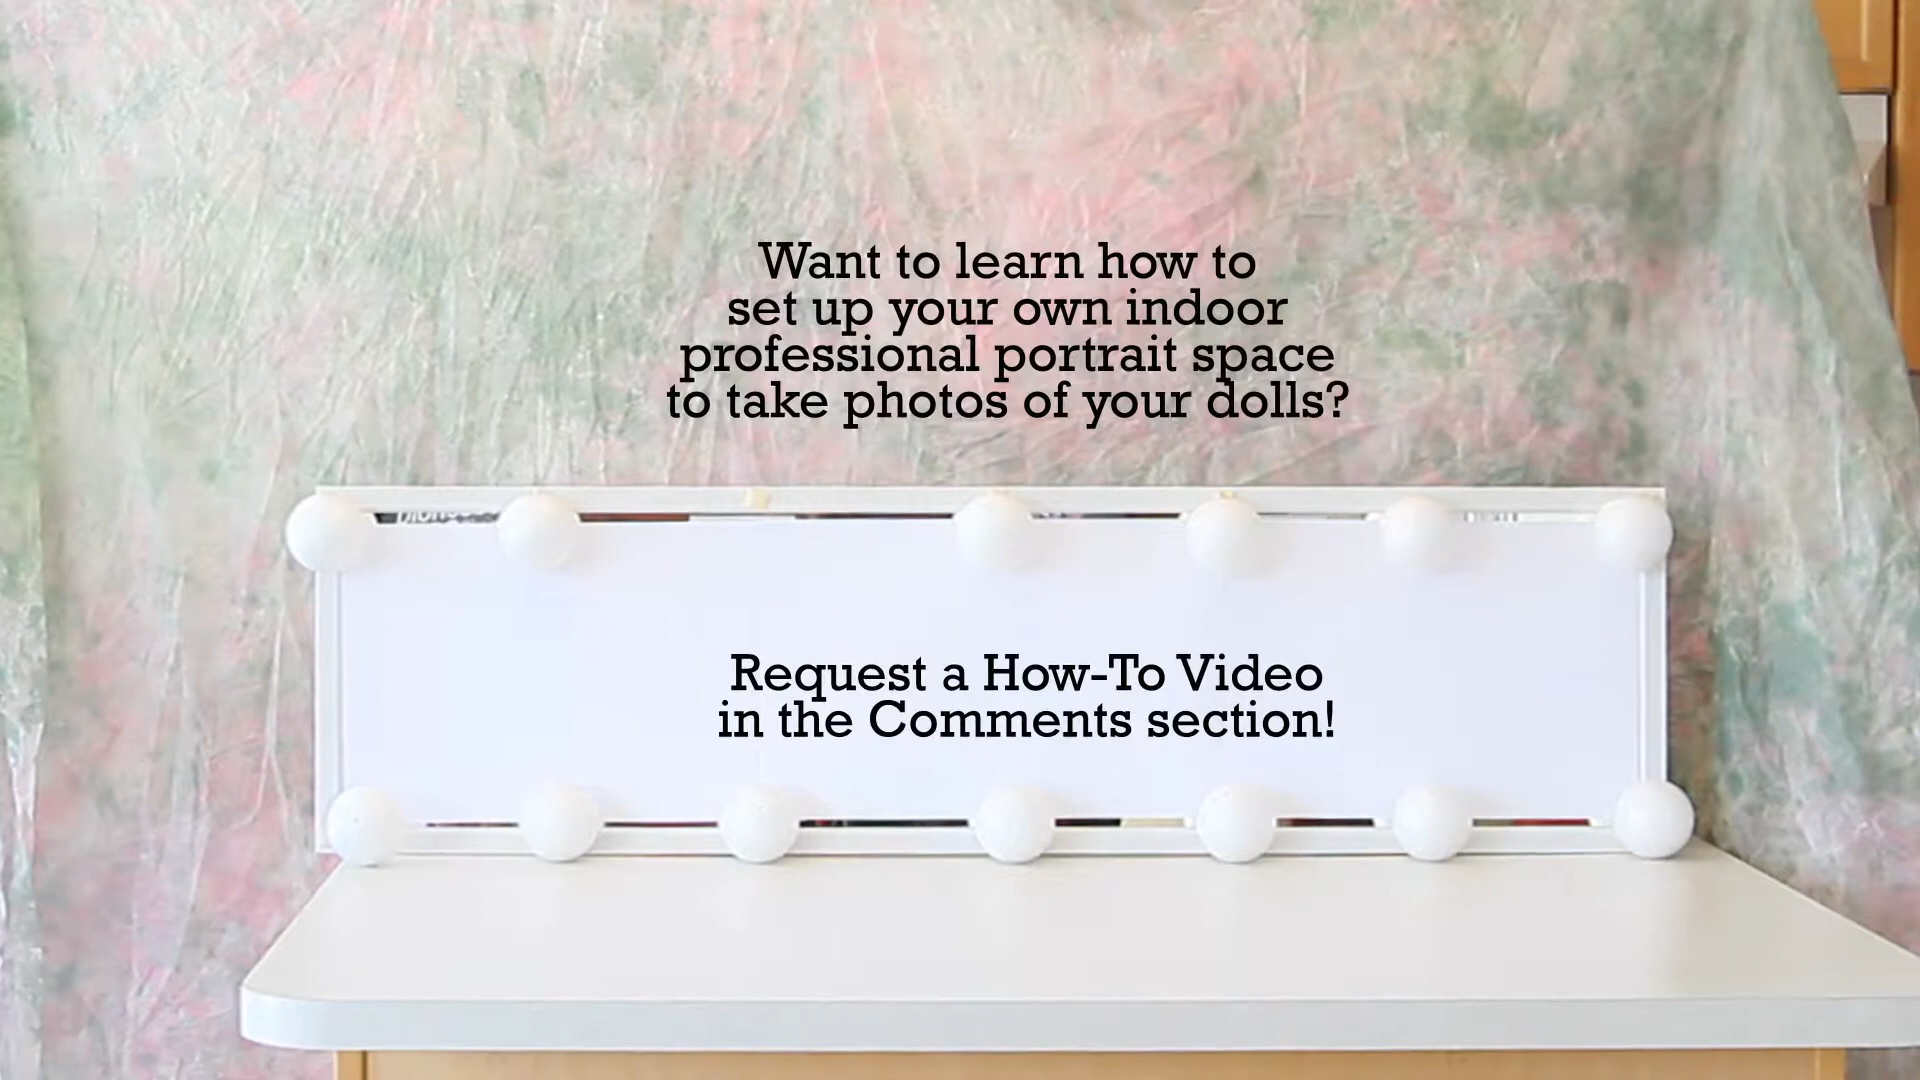 Want to learn how to
set up your own indoor
professional portrait space
to take photos of your dolls?
Request a How-To Video
in the Comments section!